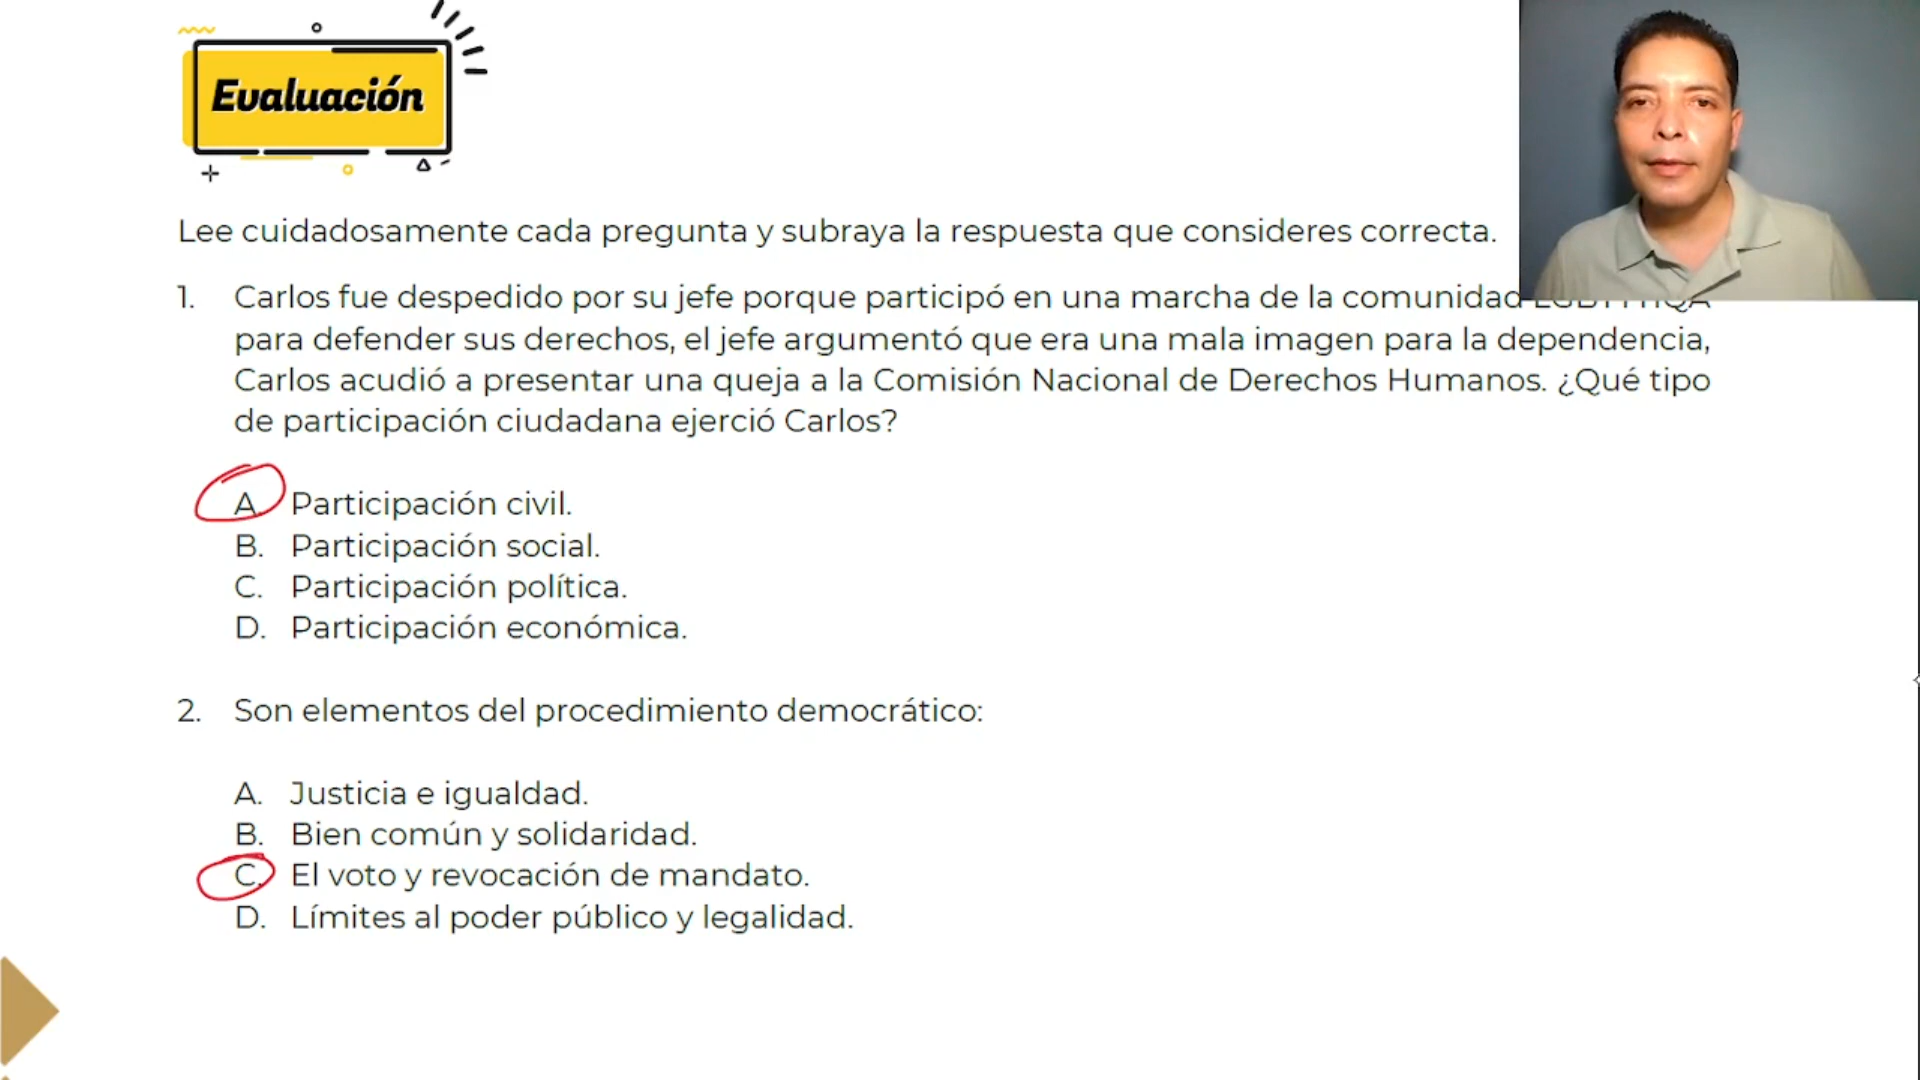 Evaluación
Lee cuidadosamente cada pregunta y subraya la respuesta que consideres correcta.
1. Carlos fue despedido por su jefe porque participó en una marcha de la comunidad
para defender sus derechos, el jefe argumentó que era una mala imagen para la dependencia,
Carlos acudió a presentar una queja a la Comisión Nacional de Derechos Humanos. ¿Qué tipo
de participación ciudadana ejerció Carlos?
A. Participación civil.
B. Participación social.
C. Participación política.
D. Participación económica.
2. Son elementos del procedimiento democrático:
A. Justicia e igualdad.
B. Bien común y solidaridad.
C. El voto y revocación de mandato.
D. Límites al poder público y legalidad.